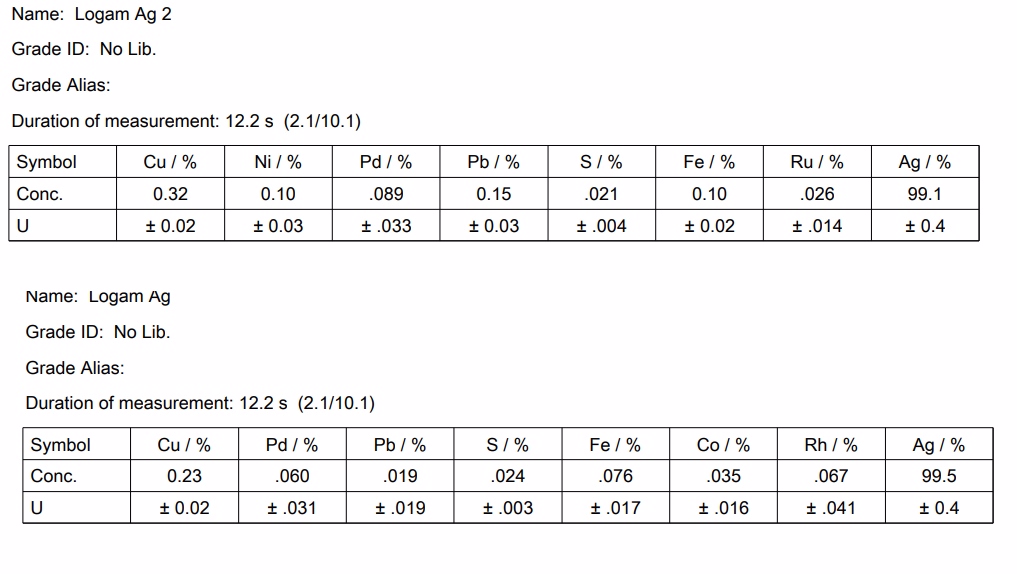 Name: Logam Ag 2
Grade ID: No Lib.
Grade Alias:
Duration of measurement: 12.2 s (2.1/10.1)
Symbol Cu / % Ni / % Pd / % Pb / % S / % Fe / % Ru / % Ag / %
Conc. 0.32 0.10 .089 0.15 .021 0.10 .026 99.1
U ± 0.02 ± 0.03 ± .033 ± 0.03 ± .004 ± 0.02 ± .014 ± 0.4
Name: Logam Ag
Grade ID: No Lib.
Grade Alias:
Duration of measurement: 12.2 s (2.1/10.1)
Symbol Cu / % Pd / % Pb / % S / % Fe / % Co / % Rh / % Ag / %
Conc. 0.23 .060 .019 .024 .076 .035 .067 99.5
U ± 0.02 ± .031 ± .019 ± .003 ± .017 ± .016 ± .041 ± 0.4